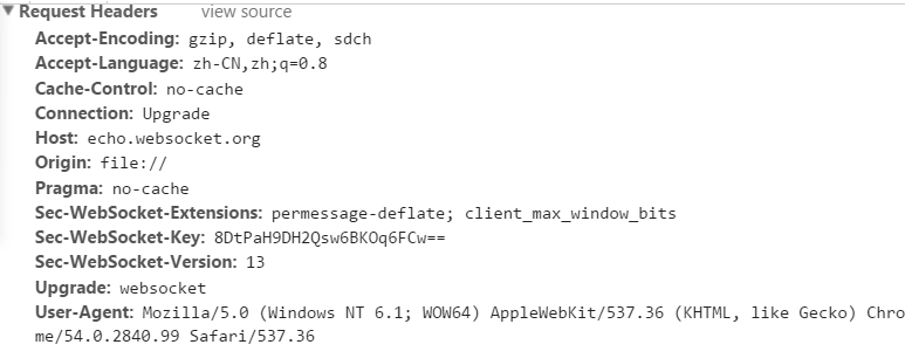 ▼ Request Headers view source
Accept-Encoding: gzip, deflate, sdch
Accept-Language: zh-CN,zh;q=0.8
Cache-Control: no-cache
Connection: Upgrade
Host: echo.websocket.org
Origin: file://
Pragma: no-cache
Sec-WebSocket-Extensions: permessage-deflate; client_max_window_bits
Sec-WebSocket-Key: 8DtPaH9DH2Qsw6BKOq6FCw==
Sec-WebSocket-Version: 13
Upgrade: websocket
User-Agent: Mozilla/5.0 (Windows NT 6.1; WOW64) AppleWebKit/537.36 (KHTML, like Gecko) Chro
me/54.0.2840.99 Safari/537.36